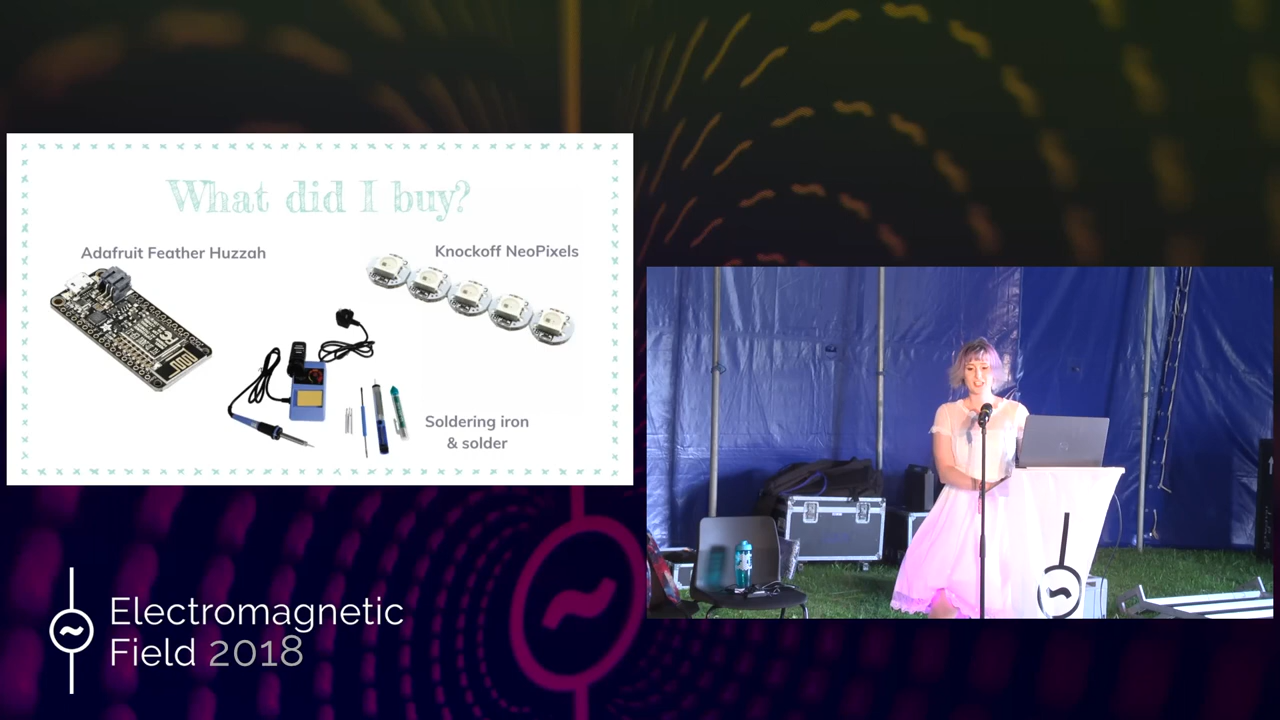 What did I buy?
Adafruit Feather Huzzah
Knockoff NeoPixels
Soldering iron
& solder
Electromagnetic
Field 2018